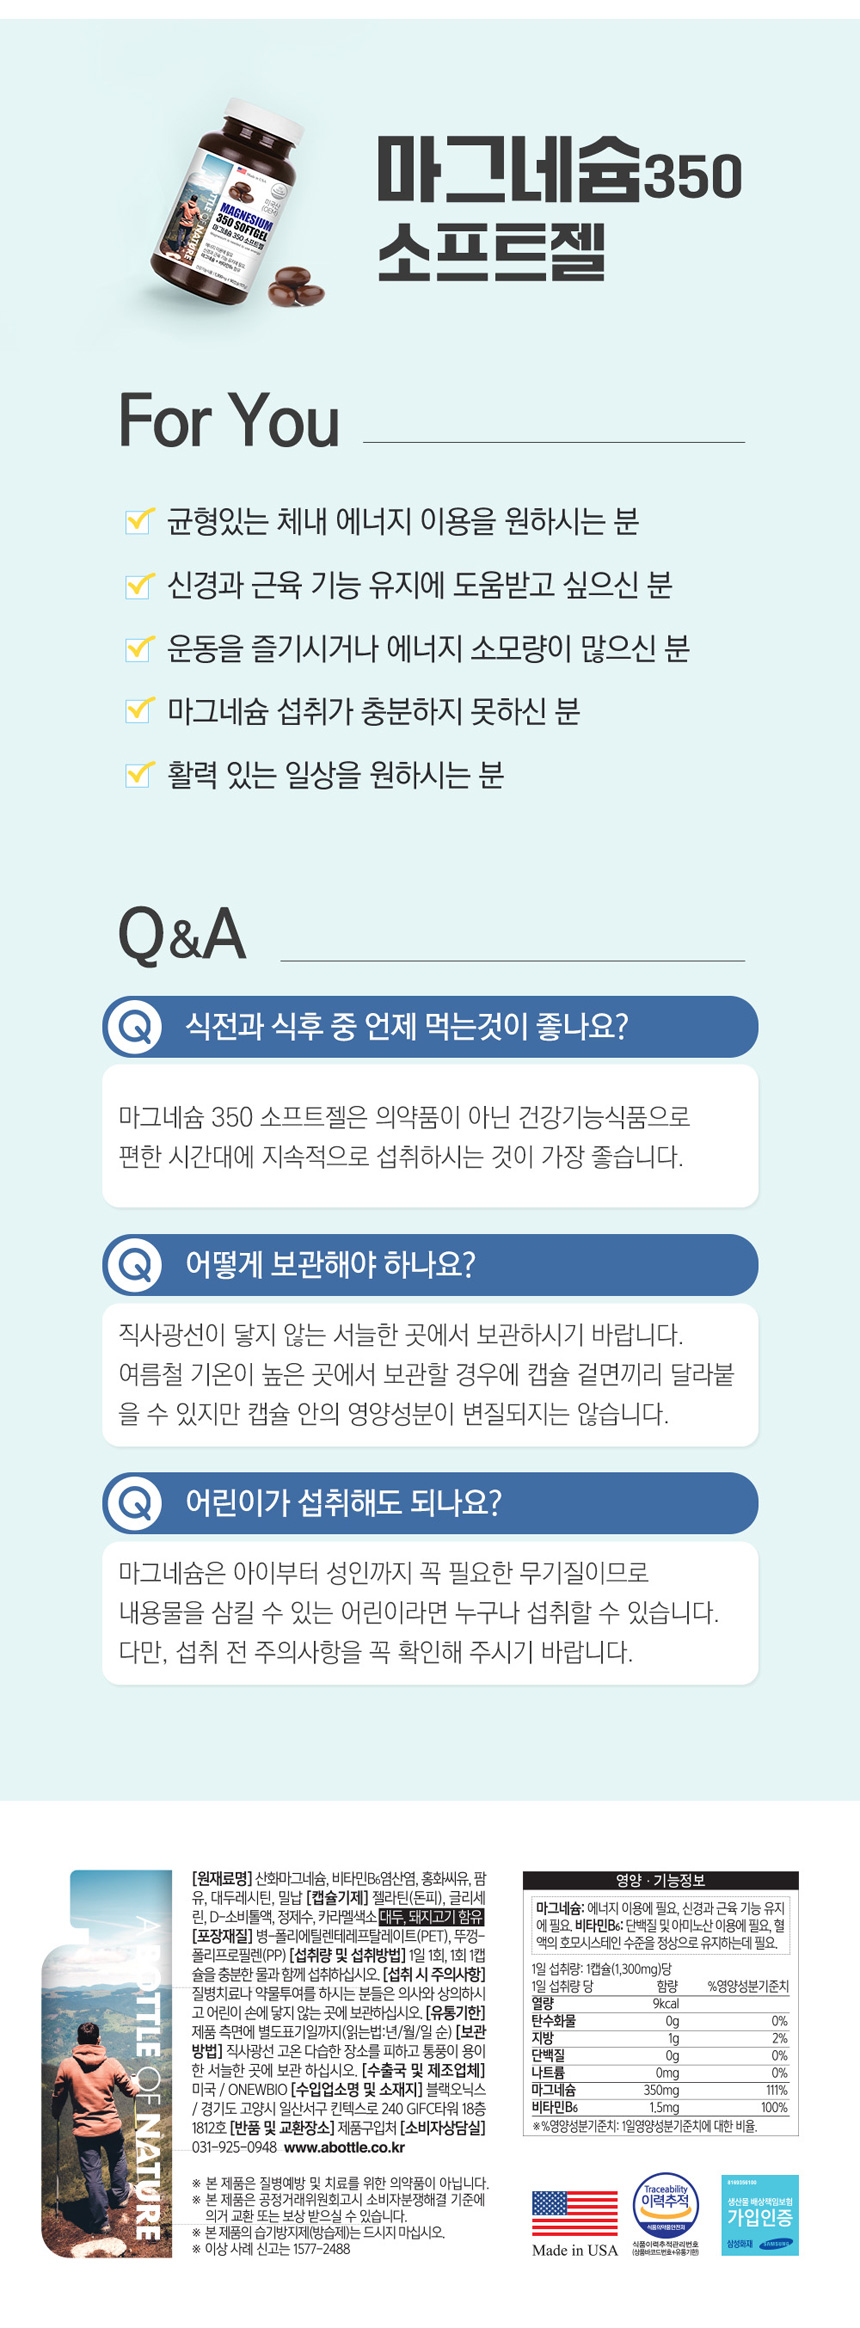 마그네슘350
소프트젤
Made in USA
MAGNESIUM
350 SOFTGEL
마그네슘 350 소프트젤
BOTTLE OF NATURE
For You
균형있는 체내 에너지 이용을 원하시는 분
신경과 근육 기능 유지에 도움받고 싶으신 분
운동을 즐기시거나 에너지 소모량이 많으신 분
마그네슘 섭취가 충분하지 못하신 분
활력 있는 일상을 원하시는 분
Q&A
Q 식전과 식후 중 언제 먹는것이 좋나요?
마그네슘 350 소프트젤은 의약품이 아닌 건강기능식품으로
편한 시간대에 지속적으로 섭취하시는 것이 가장 좋습니다.
Q 어떻게 보관해야 하나요?
직사광선이 닿지 않는 서늘한 곳에서 보관하시기 바랍니다.
여름철 기온이 높은 곳에서 보관할 경우에 캡슐 겉면끼리 달라붙
을 수 있지만 캡슐 안의 영양성분이 변질되지는 않습니다.
Q 어린이가 섭취해도 되나요?
마그네슘은 아이부터 성인까지 꼭 필요한 무기질이므로
내용물을 삼킬 수 있는 어린이라면 누구나 섭취할 수 있습니다.
다만, 섭취 전 주의사항을 꼭 확인해 주시기 바랍니다.
A BOTTLE OF NATURE
[원재료명] 산화마그네슘, 비타민B6염산염, 홍화씨유, 팜
유, 대두레시틴, 밀납 [캡슐기제] 젤라틴(돈피), 글리세
린, D-소비톨액, 정제수, 카라멜색소 대두, 돼지고기 함유
[포장재질] 병-폴리에틸렌테레프탈레이트(PET), 뚜껑-
폴리프로필렌(PP) [섭취량 및 섭취방법] 1일 1회, 1회 1캡
슐을 충분한 물과 함께 섭취하십시오. [섭취 시 주의사항]
질병치료나 약물투여를 하시는 분들은 의사와 상의하시
고 어린이 손에 닿지 않는 곳에 보관하십시오. [유통기한]
제품 측면에 별도표기일까지(읽는법:년/월/일 순) [보관
방법] 직사광선 고온 다습한 장소를 피하고 통풍이 용이
한 서늘한 곳에 보관 하십시오. [수출국 및 제조업체]
미국 / ONEWBIO [수입업소명 및 소재지] 블랙오닉스
/ 경기도 고양시 일산서구 킨텍스로 240 GIFC타워 18층
1812호 [반품 및 교환장소] 제품구입처 [소비자상담실]
031-925-0948 www.abottle.co.kr
※ 본 제품은 질병예방 및 치료를 위한 의약품이 아닙니다.
※ 본 제품은 공정거래위원회고시 소비자분쟁해결 기준에
의거 교환 또는 보상 받으실 수 있습니다.
※ 본 제품의 습기방지제(방습제)는 드시지 마십시오.
※ 이상 사례 신고는 1577-2488
영양 · 기능정보
마그네슘: 에너지 이용에 필요, 신경과 근육 기능 유지
에 필요. 비타민B6: 단백질 및 아미노산 이용에 필요, 혈
액의 호모시스테인 수준을 정상으로 유지하는데 필요.
1일 섭취량: 1캡슐(1,300mg)당
1일 섭취량 당 함량 %영양성분기준치
열량 9kcal
탄수화물 0g 0%
지방 1g 2%
단백질 0g 0%
나트륨 0mg 0%
마그네슘 350mg 111%
비타민B6 1.5mg 100%
※%영양성분기준치: 1일영양성분기준치에 대한 비율.
Made in USA
Traceability
이력추적
식품의약품안전처
식품이력추적관리번호
(상품바코드번호+유통기한)
생산물 배상책임보험
가입인증
삼성화재 SAMSUNG